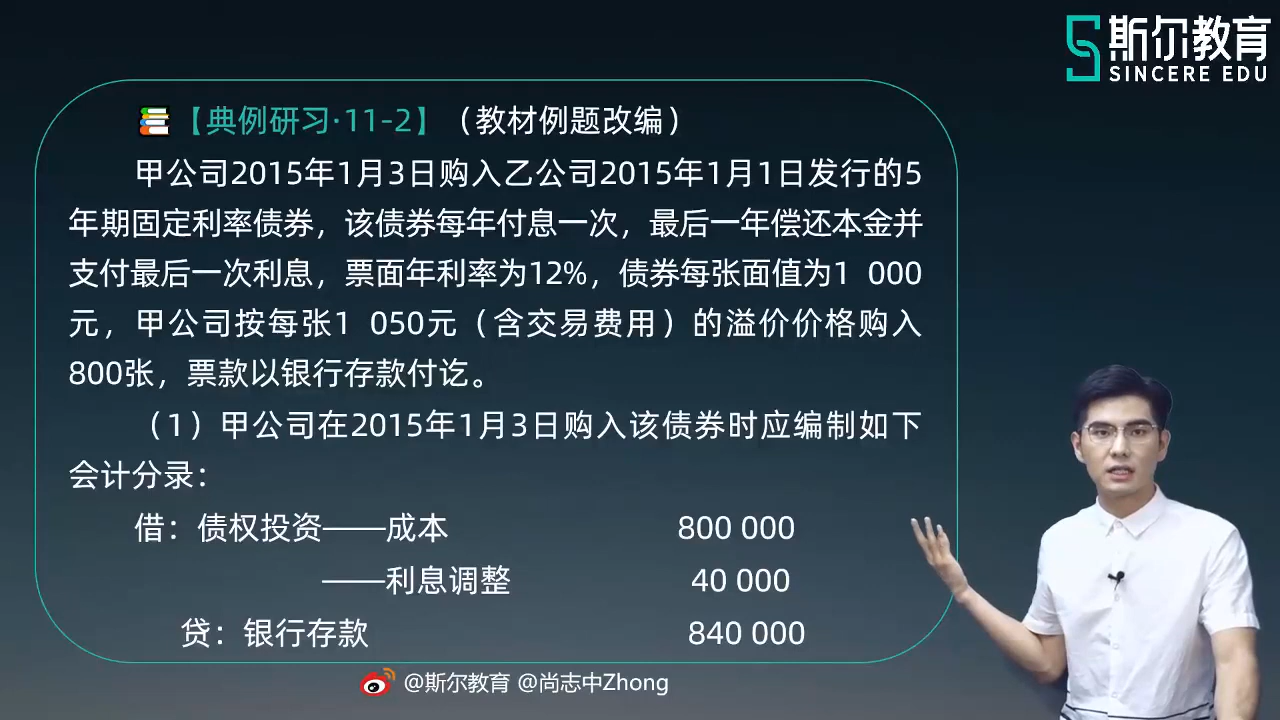 斯尔教育
SINCERE EDU
【典例研习·11-2】（教材例题改编）
甲公司2015年1月3日购入乙公司2015年1月1日发行的5
年期固定利率债券，该债券每年付息一次，最后一年偿还本金并
支付最后一次利息，票面年利率为12%，债券每张面值为1 000
元，甲公司按每张1 050元（含交易费用）的溢价价格购入
800张，票款以银行存款付讫。
（1）甲公司在2015年1月3日购入该债券时应编制如下
会计分录：
借：债权投资——成本 800 000
——利息调整 40 000
贷：银行存款 840 000
@斯尔教育 @尚志中Zhong